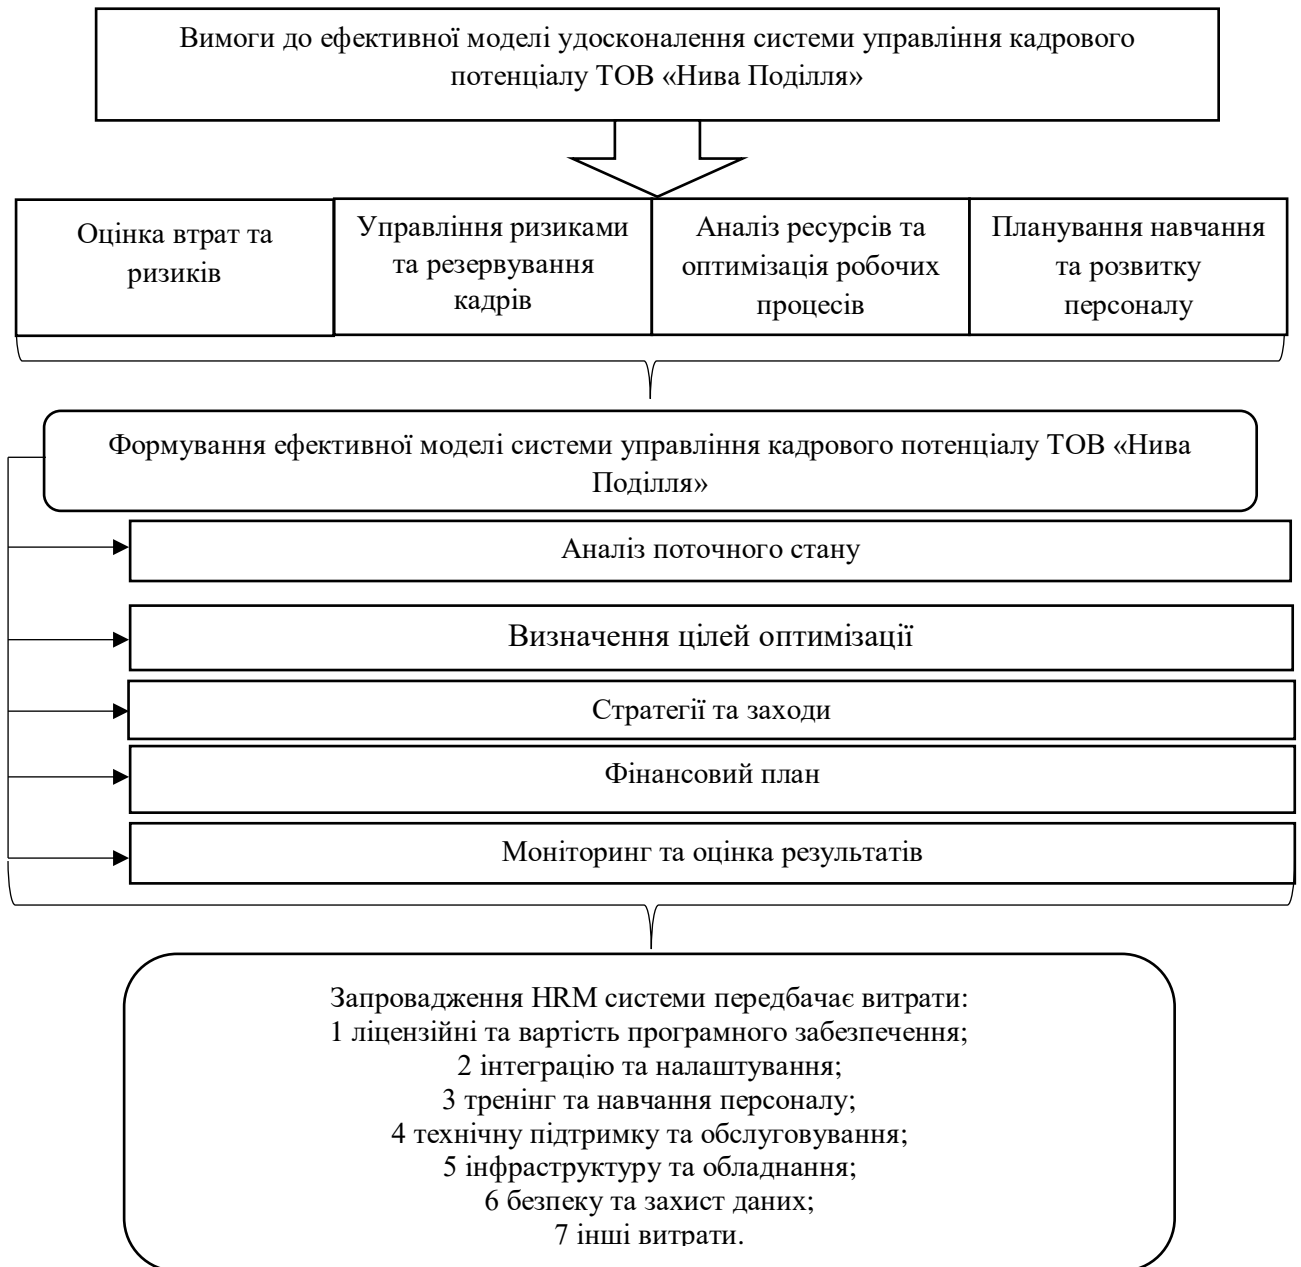 Вимоги до ефективної моделі удосконалення системи управління кадрового
потенціалу ТОВ «Нива Поділля»
Оцінка втрат та
ризиків
Управління ризиками
та резервування
кадрів
Аналіз ресурсів та
оптимізація робочих
процесів
Планування навчання
та розвитку
персоналу
Формування ефективної моделі системи управління кадрового потенціалу ТОВ «Нива
Поділля»
Аналіз поточного стану
Визначення цілей оптимізації
Стратегії та заходи
Фінансовий план
Моніторинг та оцінка результатів
Запровадження HRM системи передбачає витрати:
1 ліцензійні та вартість програмного забезпечення;
2 інтеграцію та налаштування;
3 тренінг та навчання персоналу;
4 технічну підтримку та обслуговування;
5 інфраструктуру та обладнання;
6 безпеку та захист даних;
7 інші витрати.